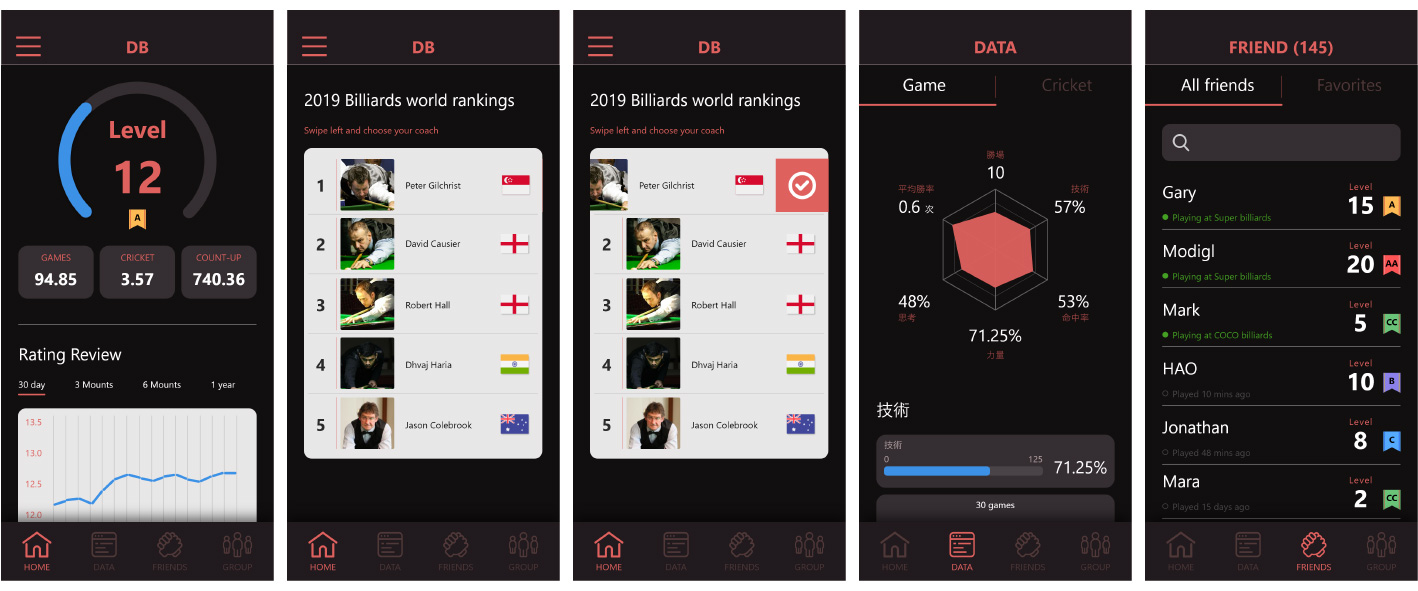 DB
Level
12
A
GAMES
94.85
CRICKET
3.57
COUNT-UP
740.36
Rating Review
30 day
3 Mounts
6 Mounts
1 year
13.5
13.0
12.5
12.0
HOME
DATA
FRIENDS
GROUP
DB
2019 Billiards world rankings
Swipe left and choose your coach
1
Peter Gilchrist
2
David Causier
3
Robert Hall
4
Dhvaj Haria
5
Jason Colebrook
HOME
DATA
FRIENDS
GROUP
DB
2019 Billiards world rankings
Swipe left and choose your coach
Peter Gilchrist
2
David Causier
3
Robert Hall
4
Dhvaj Haria
5
Jason Colebrook
HOME
DATA
FRIENDS
GROUP
DATA
Game
Cricket
勝場
10
平均勝率
0.6 次
技術
57%
48%
思考
53%
命中率
71.25%
力量
技術
技術
0
125
71.25%
30 games
HOME
DATA
FRIENDS
GROUP
FRIEND (145)
All friends
Favorites
Gary
Playing at Super billiards
Level
15
A
Modigl
Playing at Super billiards
Level
20
AA
Mark
Playing at COCO billiards
Level
5
CC
HAO
Played 10 mins ago
Level
10
B
Jonathan
Played 48 mins ago
Level
8
C
Mara
Played 15 days ago
Level
2
CC
HOME
DATA
FRIENDS
GROUP